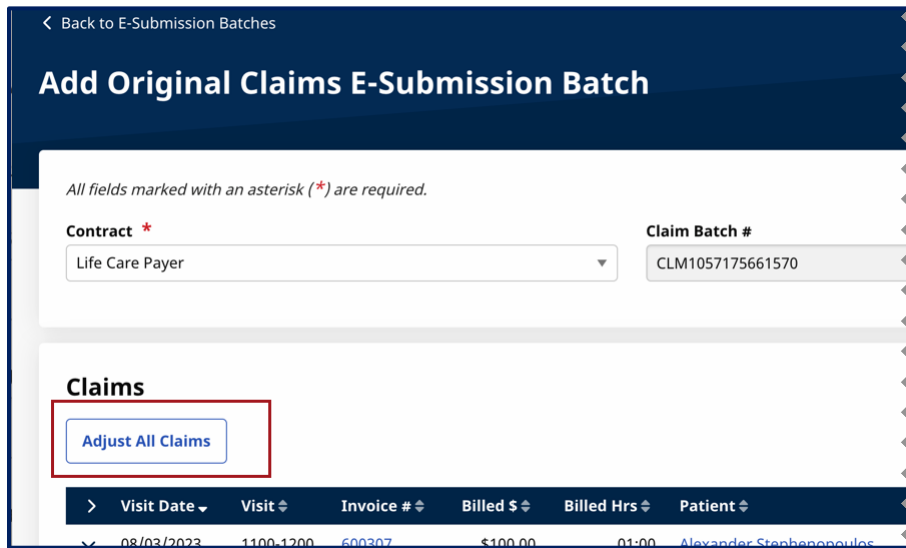 Back to E-Submission Batches
Add Original Claims E-Submission Batch
All fields marked with an asterisk (*) are required.
Contract * Claim Batch #
Life Care Payer CLM1057175661570
Claims
Adjust All Claims
Visit Date Visit Invoice # Billed $ Billed Hrs Patient
08/03/2023 1100-1200 600307 $100.00 01:00 Alexander Stephenopoulos